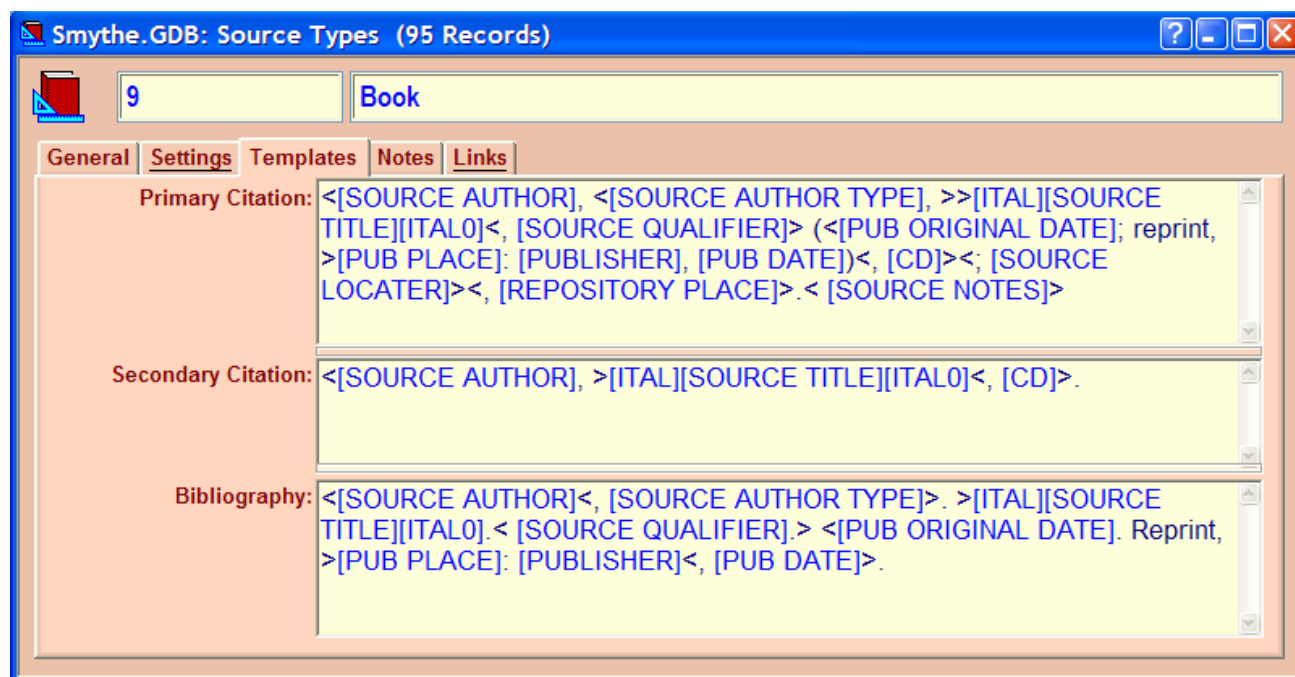 Smythe.GDB: Source Types (95 Records)
9 Book
General Settings Templates Notes Links
Primary Citation: <[SOURCE AUTHOR], <[SOURCE AUTHOR TYPE], >>[ITAL][SOURCE
TITLE][ITAL0]<, [SOURCE QUALIFIER]> (<[PUB ORIGINAL DATE]; reprint,
>[PUB PLACE]: [PUBLISHER], [PUB DATE])<, [CD]><; [SOURCE
LOCATER]><, [REPOSITORY PLACE]>.< [SOURCE NOTES]>
Secondary Citation: <[SOURCE AUTHOR], >[ITAL][SOURCE TITLE][ITAL0]<, [CD]>.
Bibliography: <[SOURCE AUTHOR]<, [SOURCE AUTHOR TYPE]>. >[ITAL][SOURCE
TITLE][ITAL0].< [SOURCE QUALIFIER].> <[PUB ORIGINAL DATE]. Reprint,
>[PUB PLACE]: [PUBLISHER]<, [PUB DATE]>.